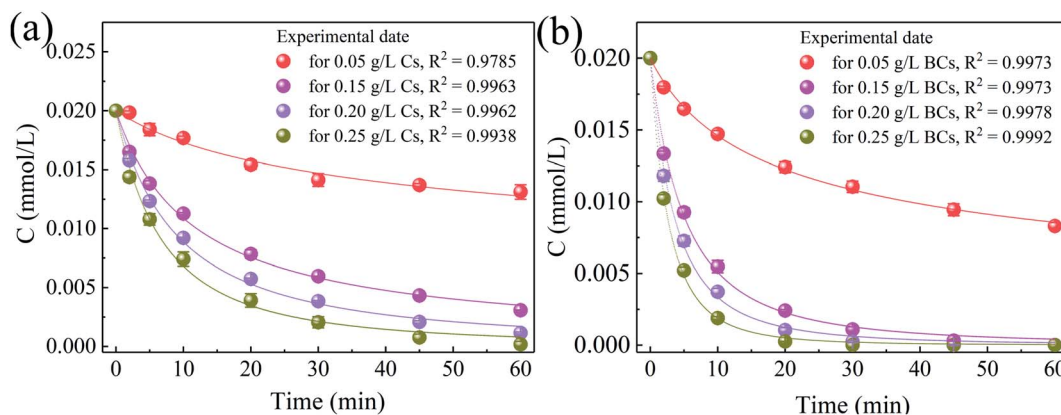 (a)
Experimental date
for 0.05 g/L Cs, R² = 0.9785
for 0.15 g/L Cs, R² = 0.9963
for 0.20 g/L Cs, R² = 0.9962
for 0.25 g/L Cs, R² = 0.9938
C (mmol/L)
0.025
0.020
0.015
0.010
0.005
0.000
0 10 20 30 40 50 60
Time (min)
(b)
Experimental date
for 0.05 g/L BCs, R² = 0.9973
for 0.15 g/L BCs, R² = 0.9973
for 0.20 g/L BCs, R² = 0.9978
for 0.25 g/L BCs, R² = 0.9992
C (mmol/L)
0.020
0.015
0.010
0.005
0.000
0 10 20 30 40 50 60
Time (min)